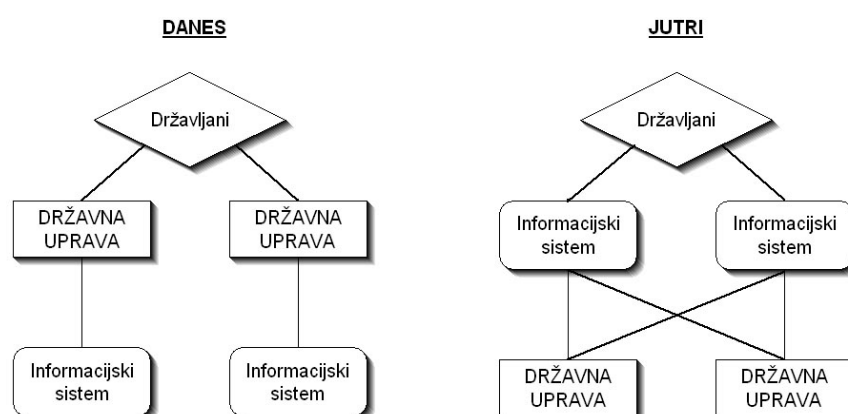 DANES
Državljani
DRŽAVNA
UPRAVA
DRŽAVNA
UPRAVA
Informacijski
sistem
Informacijski
sistem
JUTRI
Državljani
Informacijski
sistem
Informacijski
sistem
DRŽAVNA
UPRAVA
DRŽAVNA
UPRAVA